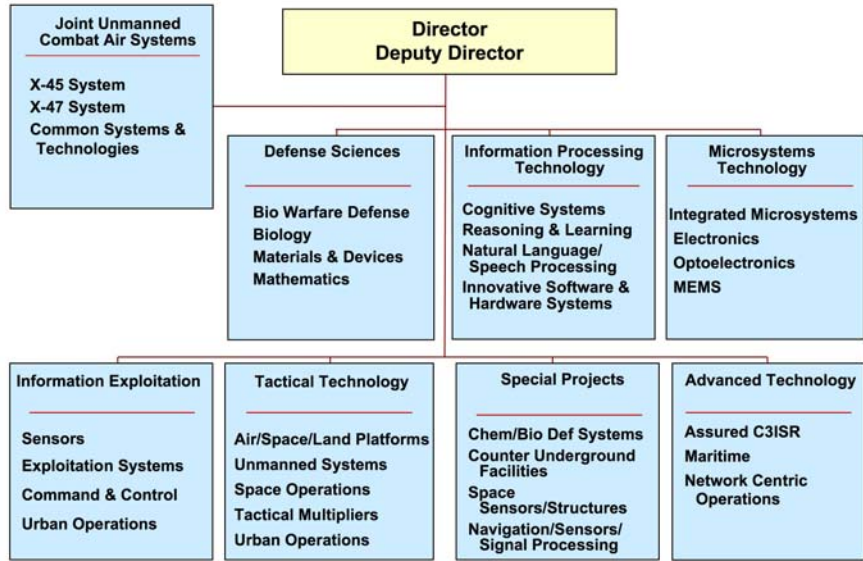 Joint Unmanned
Combat Air Systems
X-45 System
X-47 System
Common Systems &
Technologies
Director
Deputy Director
Defense Sciences
Bio Warfare Defense
Biology
Materials & Devices
Mathematics
Information Processing
Technology
Cognitive Systems
Reasoning & Learning
Natural Language/
Speech Processing
Innovative Software &
Hardware Systems
Microsystems
Technology
Integrated Microsystems
Electronics
Optoelectronics
MEMS
Information Exploitation
Sensors
Exploitation Systems
Command & Control
Urban Operations
Tactical Technology
Air/Space/Land Platforms
Unmanned Systems
Space Operations
Tactical Multipliers
Urban Operations
Special Projects
Chem/Bio Def Systems
Counter Underground
Facilities
Space
Sensors/Structures
Navigation/Sensors/
Signal Processing
Advanced Technology
Assured C3ISR
Maritime
Network Centric
Operations